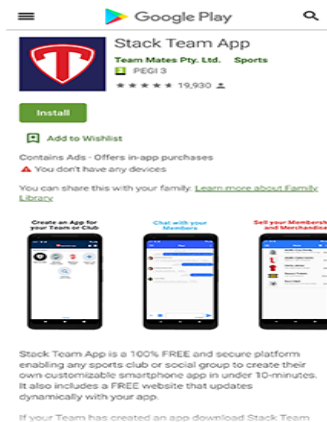 Google Play
Stack Team App
Team Mates Pty. Ltd. Sports
PEGI 3
19,930
Install
Add to Wishlist
Contains Ads · Offers in-app purchases
You don't have any devices
You can share this with your family. Learn more about Family
Library
Create an App for
your Team or Club
Chat with your
Members
Sell your Membersh
and Merchandise
Stack Team App is a 100% FREE and secure platform
enabling any sports club or social group to create their
own customizable smartphone app in under 10-minutes.
It also includes a FREE website that updates
dynamically with your app.
If your Team has created an app download Stack Team